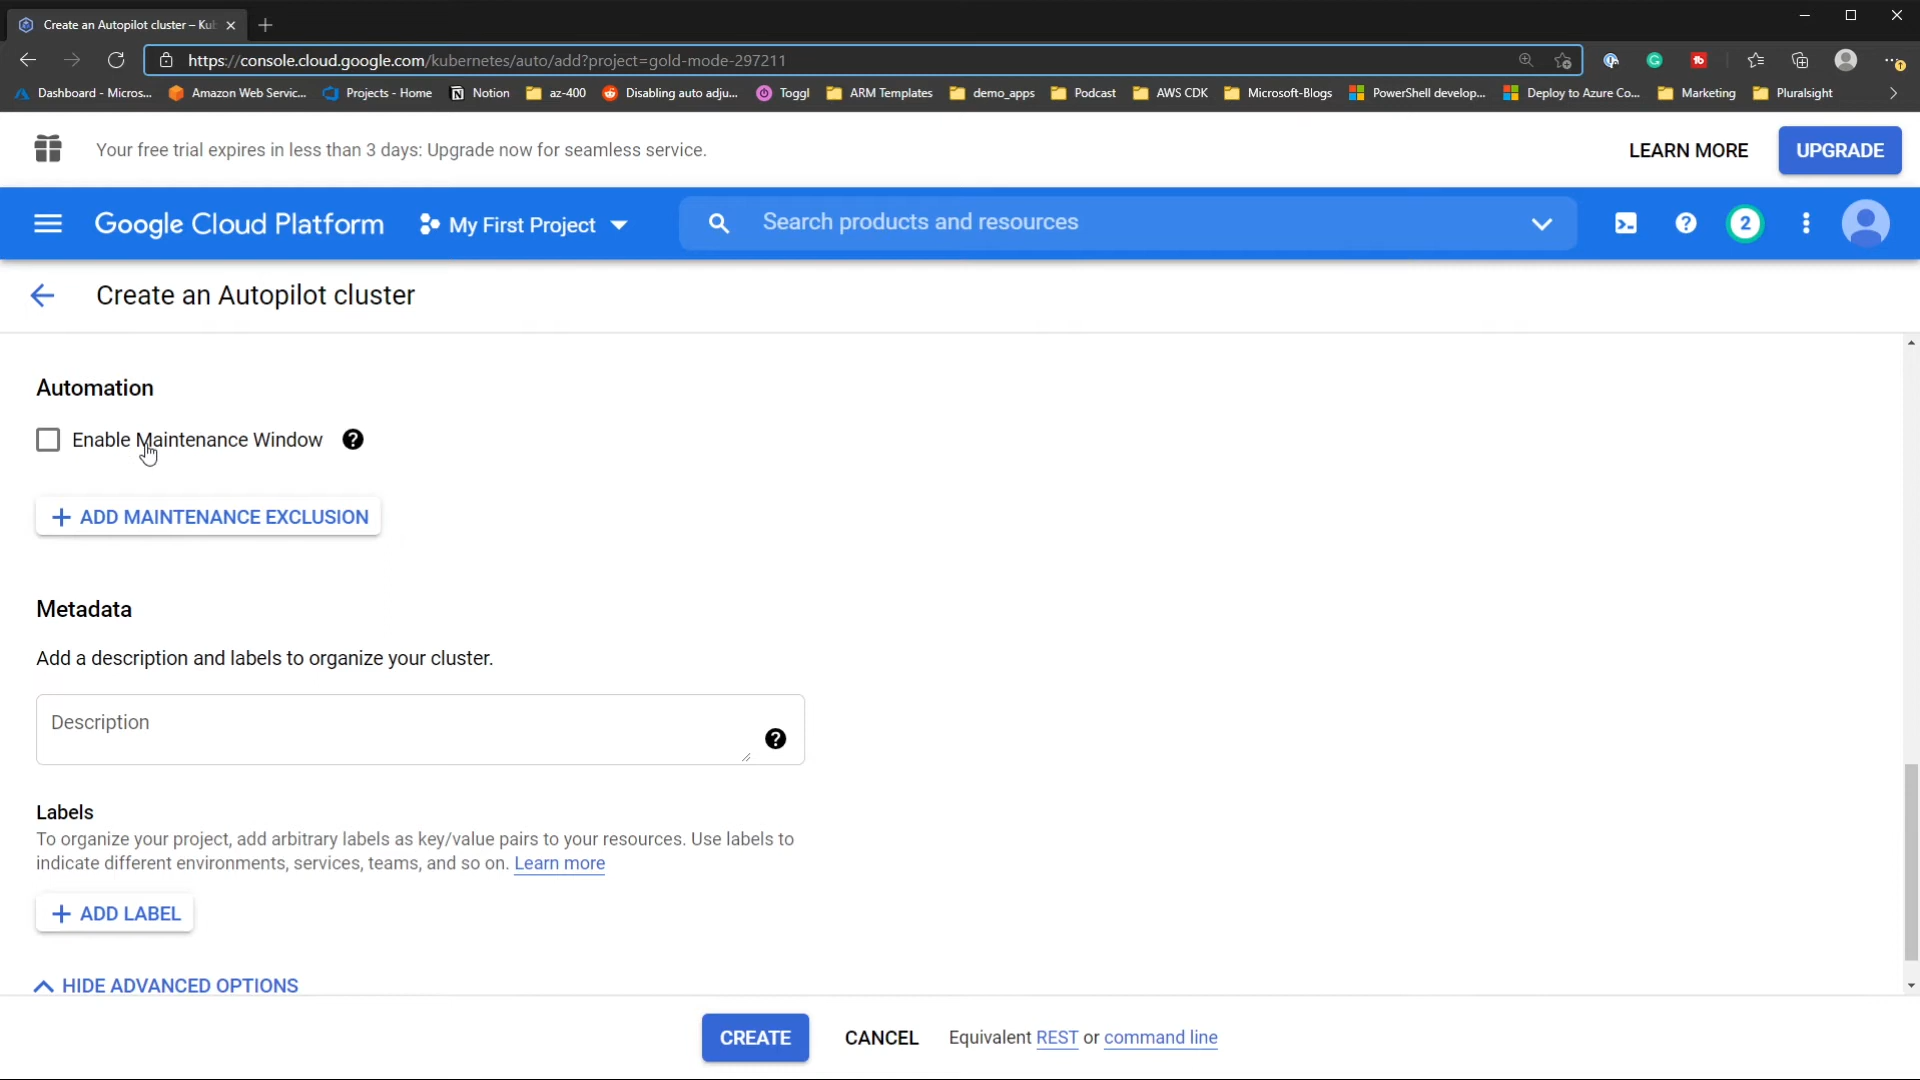 Create an Autopilot cluster – Ku
https://console.cloud.google.com/kubernetes/auto/add?project=gold-mode-297211
Dashboard - Micros...
Amazon Web Servic...
Projects - Home
Notion
az-400
Disabling auto adju...
Toggl
ARM Templates
demo_apps
Podcast
AWS CDK
Microsoft-Blogs
PowerShell develop...
Deploy to Azure Co...
Marketing
Pluralsight
Your free trial expires in less than 3 days: Upgrade now for seamless service.
LEARN MORE
UPGRADE
Google Cloud Platform
My First Project
Search products and resources
2
Create an Autopilot cluster
Automation
Enable Maintenance Window
ADD MAINTENANCE EXCLUSION
Metadata
Add a description and labels to organize your cluster.
Description
Labels
To organize your project, add arbitrary labels as key/value pairs to your resources. Use labels to
indicate different environments, services, teams, and so on. Learn more
ADD LABEL
HIDE ADVANCED OPTIONS
CREATE
CANCEL
Equivalent REST or command line